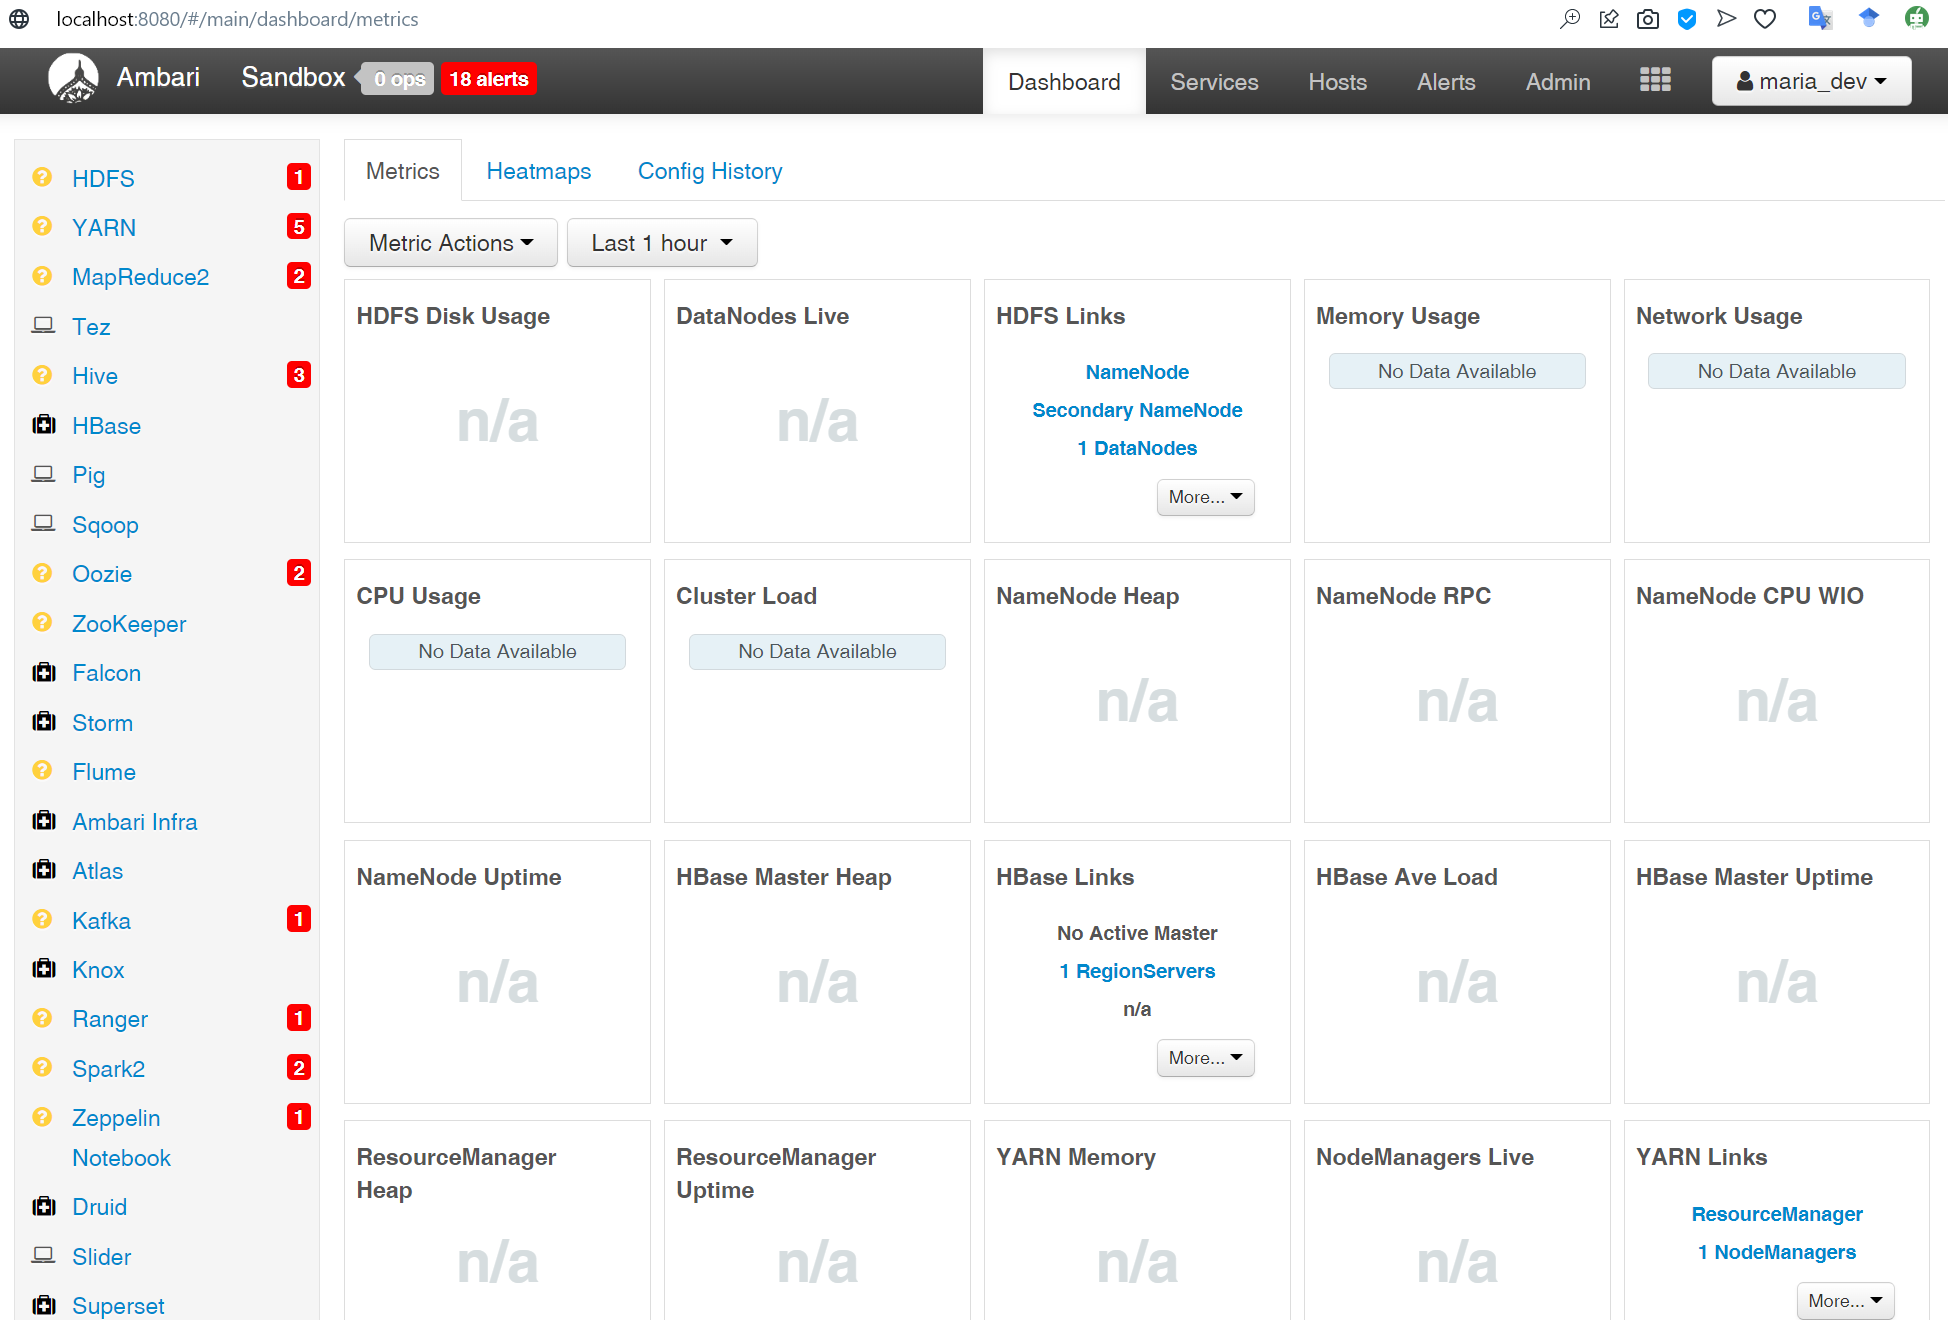 localhost:8080/#/main/dashboard/metrics
Ambari Sandbox 0 ops 18 alerts Dashboard Services Hosts Alerts Admin maria_dev
HDFS 1
YARN 5
MapReduce2 2
Tez
Hive 3
HBase
Pig
Sqoop
Oozie 2
ZooKeeper
Falcon
Storm
Flume
Ambari Infra
Atlas
Kafka 1
Knox
Ranger 1
Spark2 2
Zeppelin 1
Notebook
Druid
Slider
Superset
Metrics Heatmaps Config History
Metric Actions Last 1 hour
HDFS Disk Usage
n/a
DataNodes Live
n/a
HDFS Links
NameNode
Secondary NameNode
1 DataNodes
More...
Memory Usage
No Data Available
Network Usage
No Data Available
CPU Usage
No Data Available
Cluster Load
No Data Available
NameNode Heap
n/a
NameNode RPC
n/a
NameNode CPU WIO
n/a
NameNode Uptime
n/a
HBase Master Heap
n/a
HBase Links
No Active Master
1 RegionServers
n/a
More...
HBase Ave Load
n/a
HBase Master Uptime
n/a
ResourceManager
Heap
n/a
ResourceManager
Uptime
n/a
YARN Memory
n/a
NodeManagers Live
n/a
YARN Links
ResourceManager
1 NodeManagers
More...